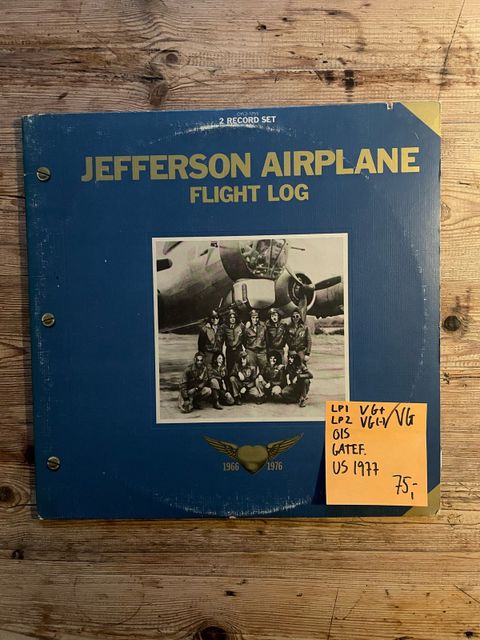 2 RECORD SET
JEFFERSON AIRPLANE
FLIGHT LOG
1966 1976
LP1 VG+
LP2 VG(+)/VG
OIS
GATEF.
US 1977
75,-